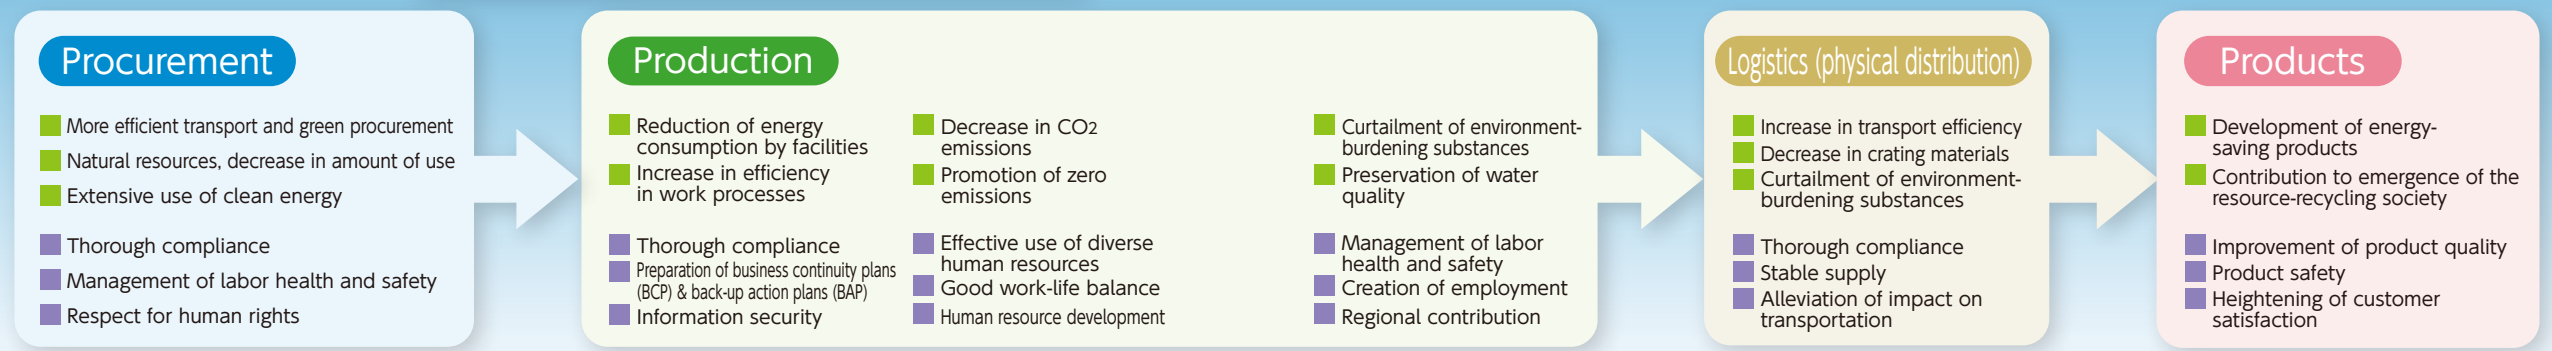 Procurement
More efficient transport and green procurement
Natural resources, decrease in amount of use
Extensive use of clean energy
Thorough compliance
Management of labor health and safety
Respect for human rights
Production
Reduction of energy
consumption by facilities
Increase in efficiency
in work processes
Decrease in CO2
emissions
Promotion of zero
emissions
Curtailment of environment-
burdening substances
Preservation of water
quality
Thorough compliance
Preparation of business continuity plans
(BCP) & back-up action plans (BAP)
Information security
Effective use of diverse
human resources
Good work-life balance
Human resource development
Management of labor
health and safety
Creation of employment
Regional contribution
Logistics (physical distribution)
Increase in transport efficiency
Decrease in crating materials
Curtailment of environment-
burdening substances
Thorough compliance
Stable supply
Alleviation of impact on
transportation
Products
Development of energy-
saving products
Contribution to emergence of the
resource-recycling society
Improvement of product quality
Product safety
Heightening of customer
satisfaction